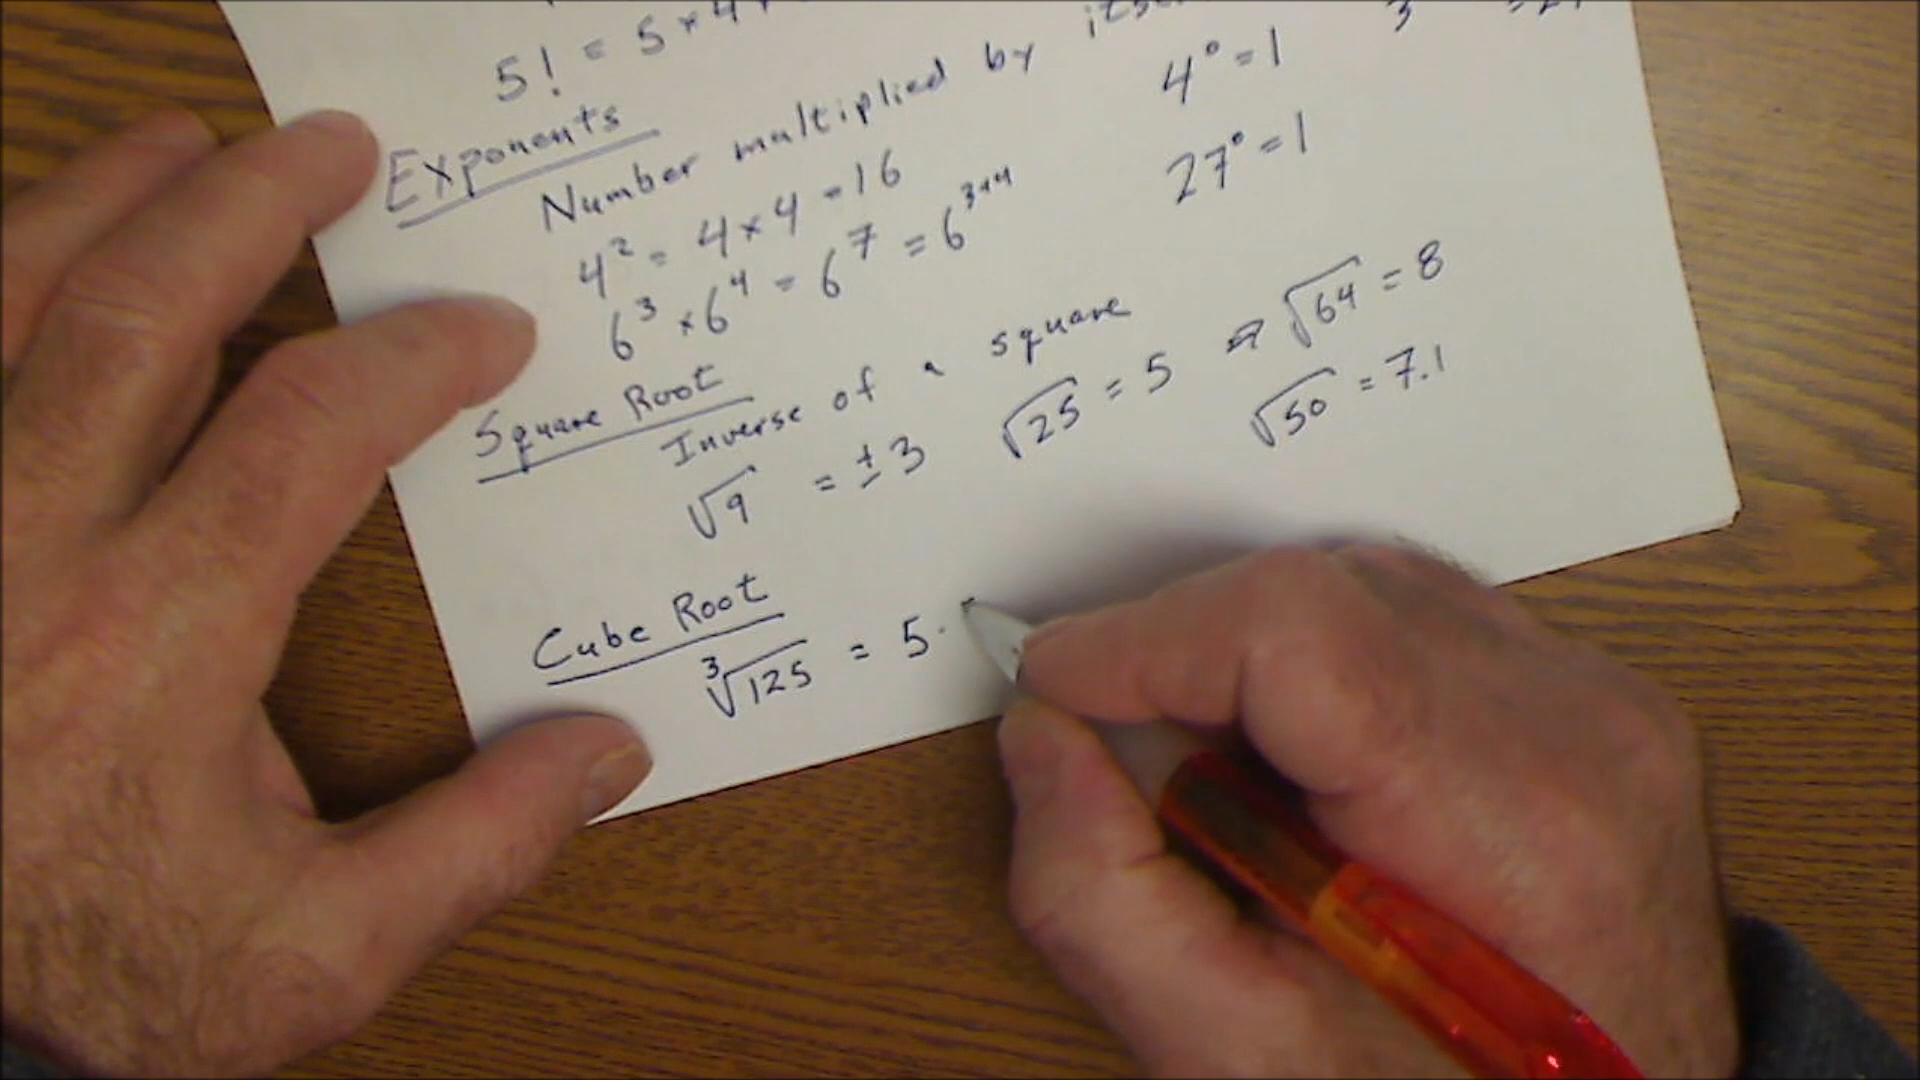 5! = 5 × 4
Exponents
Number multiplied by
4² = 4 × 4 = 16
6³ × 6⁴ = 6⁷ = 6³⁺⁴
4⁰ = 1
27⁰ = 1
Square Root
Inverse of a square
√9 = ± 3
√25 = 5
√64 = 8
√50 = 7.1
Cube Root
³√125 = 5 ·